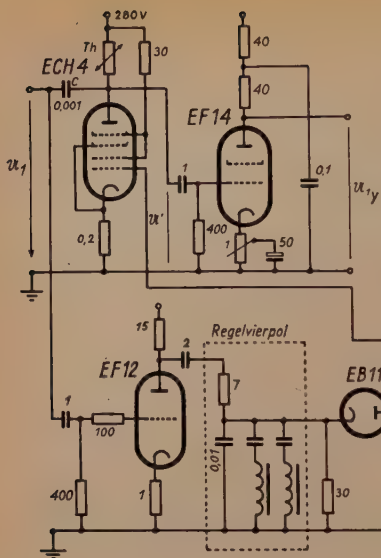 280V
Th
30
40
ECH4
C
0,001
EF14
40
𝔲1
1
𝔲'
0,1
𝔲1y
400
0,2
1
50
15
Regelvierpol
2
EF12
7
EB11
1
100
0,01
400
1
30